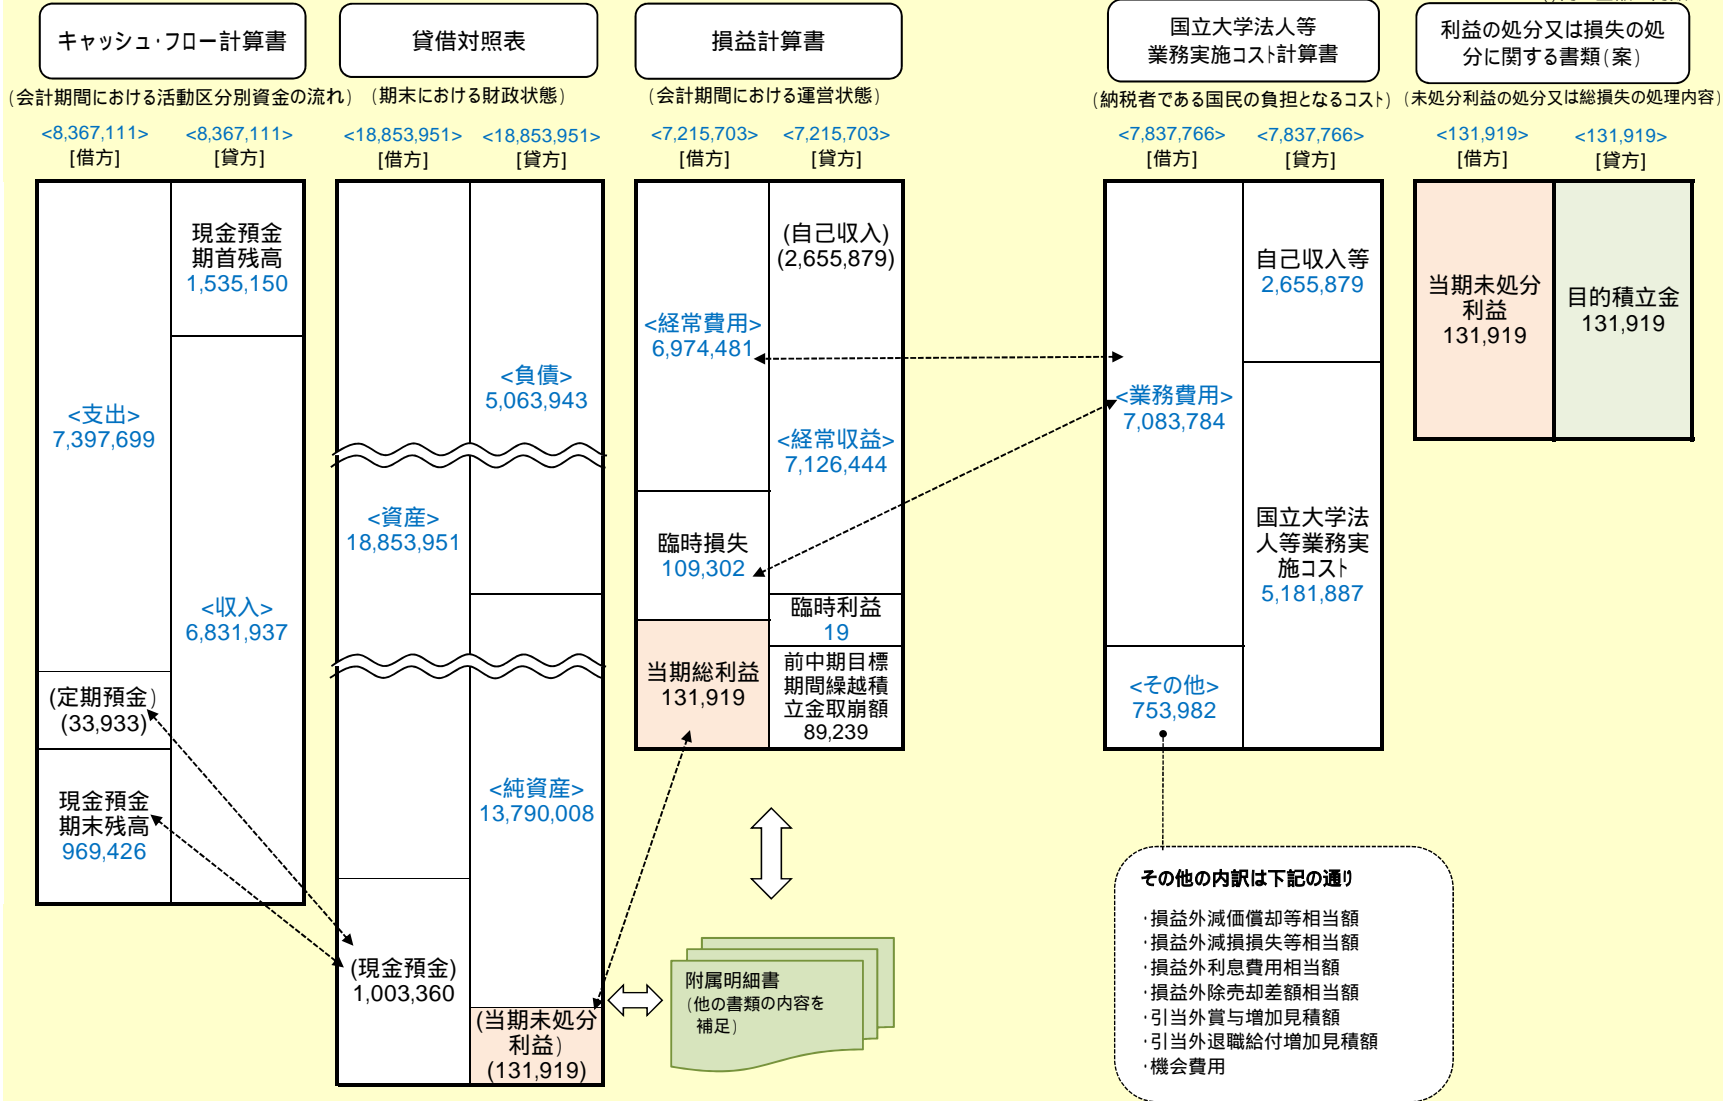 キャッシュ・フロー計算書
(会計期間における活動区分別資金の流れ)
<8,367,111>
<8,367,111>
[借方]
[貸方]
現金預金
期首残高
1,535,150
<支出>
7,397,699
<収入>
6,831,937
(定期預金)
(33,933)
現金預金
期末残高
969,426
貸借対照表
(期末における財政状態)
<18,853,951>
<18,853,951>
[借方]
[貸方]
<負債>
5,063,943
<資産>
18,853,951
<純資産>
13,790,008
(現金預金)
1,003,360
(当期未処分
利益)
(131,919)
損益計算書
(会計期間における運営状態)
<7,215,703>
<7,215,703>
[借方]
[貸方]
(自己収入)
(2,655,879)
<経常費用>
6,974,481
<経常収益>
7,126,444
臨時損失
109,302
臨時利益
19
当期総利益
131,919
前中期目標
期間繰越積
立金取崩額
89,239
附属明細書
(他の書類の内容を
補足)
国立大学法人等
業務実施コスト計算書
(納税者である国民の負担となるコスト)
<7,837,766>
<7,837,766>
[借方]
[貸方]
自己収入等
2,655,879
<業務費用>
7,083,784
国立大学法
人等業務実
施コスト
5,181,887
<その他>
753,982
その他の内訳は下記の通り
・損益外減価償却等相当額
・損益外減損損失等相当額
・損益外利息費用相当額
・損益外除売却差額相当額
・引当外賞与増加見積額
・引当外退職給付増加見積額
・機会費用
利益の処分又は損失の処
分に関する書類(案)
(未処分利益の処分又は総損失の処理内容)
<131,919>
<131,919>
[借方]
[貸方]
当期未処分
利益
131,919
目的積立金
131,919